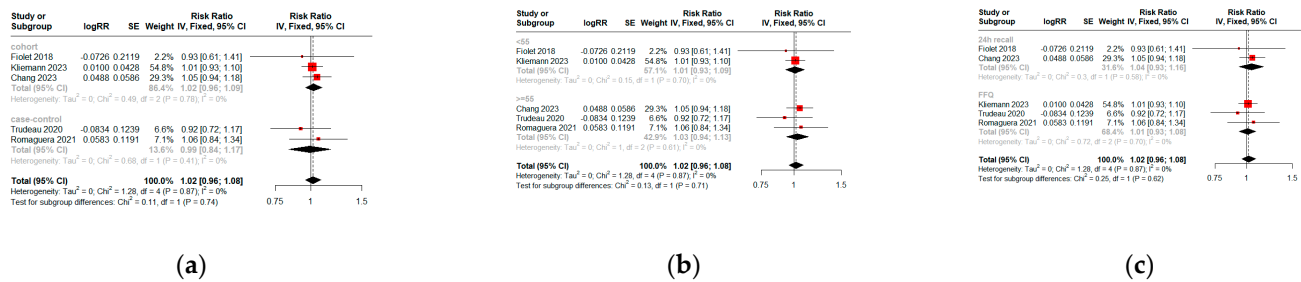 Study or
Subgroup logRR SE Weight
Risk Ratio
IV, Fixed, 95% CI
Risk Ratio
IV, Fixed, 95% CI
cohort
Fiolet 2018 -0.0726 0.2119 2.2% 0.93 [0.61; 1.41]
Kliemann 2023 0.0100 0.0428 54.8% 1.01 [0.93; 1.10]
Chang 2023 0.0488 0.0586 29.3% 1.05 [0.94; 1.18]
Total (95% CI) 86.4% 1.02 [0.96; 1.09]
Heterogeneity: Tau² = 0; Chi² = 0.49, df = 2 (P = 0.78); I² = 0%
case-control
Trudeau 2020 -0.0834 0.1239 6.6% 0.92 [0.72; 1.17]
Romaguera 2021 0.0583 0.1191 7.1% 1.06 [0.84; 1.34]
Total (95% CI) 13.6% 0.99 [0.84; 1.17]
Heterogeneity: Tau² = 0; Chi² = 0.68, df = 1 (P = 0.41); I² = 0%
Total (95% CI) 100.0% 1.02 [0.96; 1.08]
Heterogeneity: Tau² = 0; Chi² = 1.28, df = 4 (P = 0.87); I² = 0%
Test for subgroup differences: Chi² = 0.11, df = 1 (P = 0.74)
0.75 1 1.5
(a)
Study or
Subgroup logRR SE Weight
Risk Ratio
IV, Fixed, 95% CI
Risk Ratio
IV, Fixed, 95% CI
<55
Fiolet 2018 -0.0726 0.2119 2.2% 0.93 [0.61; 1.41]
Kliemann 2023 0.0100 0.0428 54.8% 1.01 [0.93; 1.10]
Total (95% CI) 57.1% 1.01 [0.93; 1.09]
Heterogeneity: Tau² = 0; Chi² = 0.15, df = 1 (P = 0.70); I² = 0%
>=55
Chang 2023 0.0488 0.0586 29.3% 1.05 [0.94; 1.18]
Trudeau 2020 -0.0834 0.1239 6.6% 0.92 [0.72; 1.17]
Romaguera 2021 0.0583 0.1191 7.1% 1.06 [0.84; 1.34]
Total (95% CI) 42.9% 1.03 [0.94; 1.13]
Heterogeneity: Tau² = 0; Chi² = 1, df = 2 (P = 0.61); I² = 0%
Total (95% CI) 100.0% 1.02 [0.96; 1.08]
Heterogeneity: Tau² = 0; Chi² = 1.28, df = 4 (P = 0.87); I² = 0%
Test for subgroup differences: Chi² = 0.13, df = 1 (P = 0.71)
0.75 1 1.5
(b)
Study or
Subgroup logRR SE Weight
Risk Ratio
IV, Fixed, 95% CI
Risk Ratio
IV, Fixed, 95% CI
24h recall
Fiolet 2018 -0.0726 0.2119 2.2% 0.93 [0.61; 1.41]
Chang 2023 0.0488 0.0586 29.3% 1.05 [0.94; 1.18]
Total (95% CI) 31.6% 1.04 [0.93; 1.16]
Heterogeneity: Tau² = 0; Chi² = 0.3, df = 1 (P = 0.58); I² = 0%
FFQ
Kliemann 2023 0.0100 0.0428 54.8% 1.01 [0.93; 1.10]
Trudeau 2020 -0.0834 0.1239 6.6% 0.92 [0.72; 1.17]
Romaguera 2021 0.0583 0.1191 7.1% 1.06 [0.84; 1.34]
Total (95% CI) 68.4% 1.01 [0.93; 1.08]
Heterogeneity: Tau² = 0; Chi² = 0.72, df = 2 (P = 0.70); I² = 0%
Total (95% CI) 100.0% 1.02 [0.96; 1.08]
Heterogeneity: Tau² = 0; Chi² = 1.28, df = 4 (P = 0.87); I² = 0%
Test for subgroup differences: Chi² = 0.25, df = 1 (P = 0.62)
0.75 1 1.5
(c)